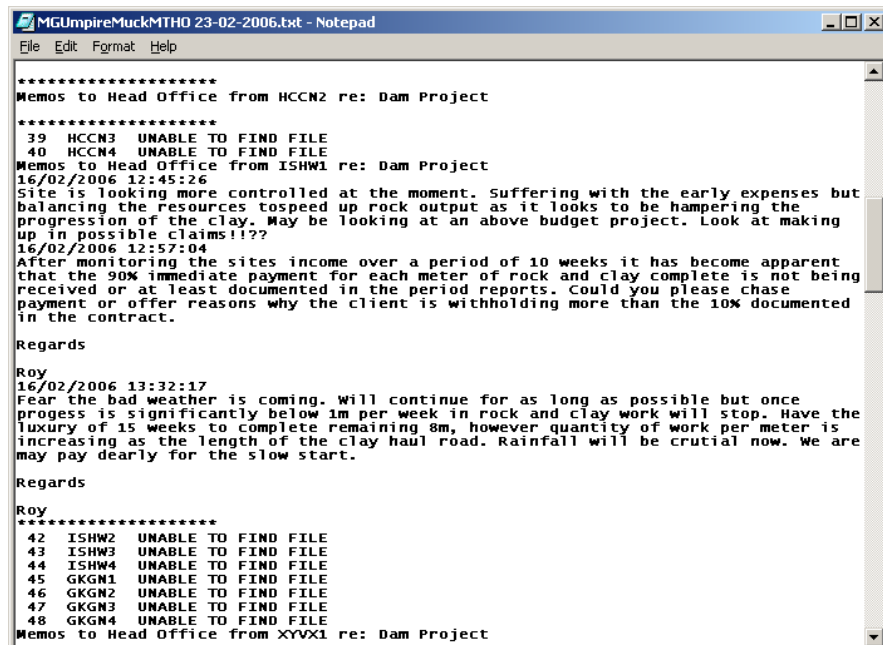 MGUmpireMuckMTHO 23-02-2006.txt - Notepad
File Edit Format Help
********************
Memos to Head Office from HCCN2 re: Dam Project
********************
39 HCCN3 UNABLE TO FIND FILE
40 HCCN4 UNABLE TO FIND FILE
Memos to Head Office from ISHW1 re: Dam Project
16/02/2006 12:45:26
Site is looking more controlled at the moment. Suffering with the early expenses but
balancing the resources tospeed up rock output as it looks to be hampering the
progression of the clay. May be looking at an above budget project. Look at making
up in possible claims!!??
16/02/2006 12:57:04
After monitoring the sites income over a period of 10 weeks it has become apparent
that the 90% immediate payment for each meter of rock and clay complete is not being
received or at least documented in the period reports. Could you please chase
payment or offer reasons why the client is withholding more than the 10% documented
in the contract.
Regards
Roy
16/02/2006 13:32:17
Fear the bad weather is coming. Will continue for as long as possible but once
progess is significantly below 1m per week in rock and clay work will stop. Have the
luxury of 15 weeks to complete remaining 8m, however quantity of work per meter is
increasing as the length of the clay haul road. Rainfall will be crutial now. We are
may pay dearly for the slow start.
Regards
Roy
********************
42 ISHW2 UNABLE TO FIND FILE
43 ISHW3 UNABLE TO FIND FILE
44 ISHW4 UNABLE TO FIND FILE
45 GKGN1 UNABLE TO FIND FILE
46 GKGN2 UNABLE TO FIND FILE
47 GKGN3 UNABLE TO FIND FILE
48 GKGN4 UNABLE TO FIND FILE
Memos to Head Office from XYVX1 re: Dam Project